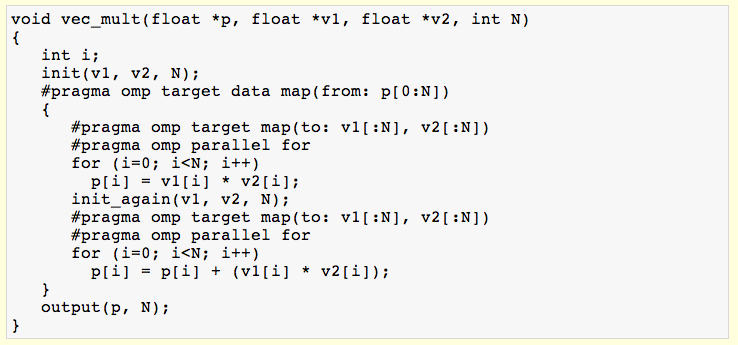 void vec_mult(float *p, float *v1, float *v2, int N)
{
   int i;
   init(v1, v2, N);
   #pragma omp target data map(from: p[0:N])
   {
      #pragma omp target map(to: v1[:N], v2[:N])
      #pragma omp parallel for
      for (i=0; i<N; i++)
        p[i] = v1[i] * v2[i];
      init_again(v1, v2, N);
      #pragma omp target map(to: v1[:N], v2[:N])
      #pragma omp parallel for
      for (i=0; i<N; i++)
        p[i] = p[i] + (v1[i] * v2[i]);
   }
   output(p, N);
}